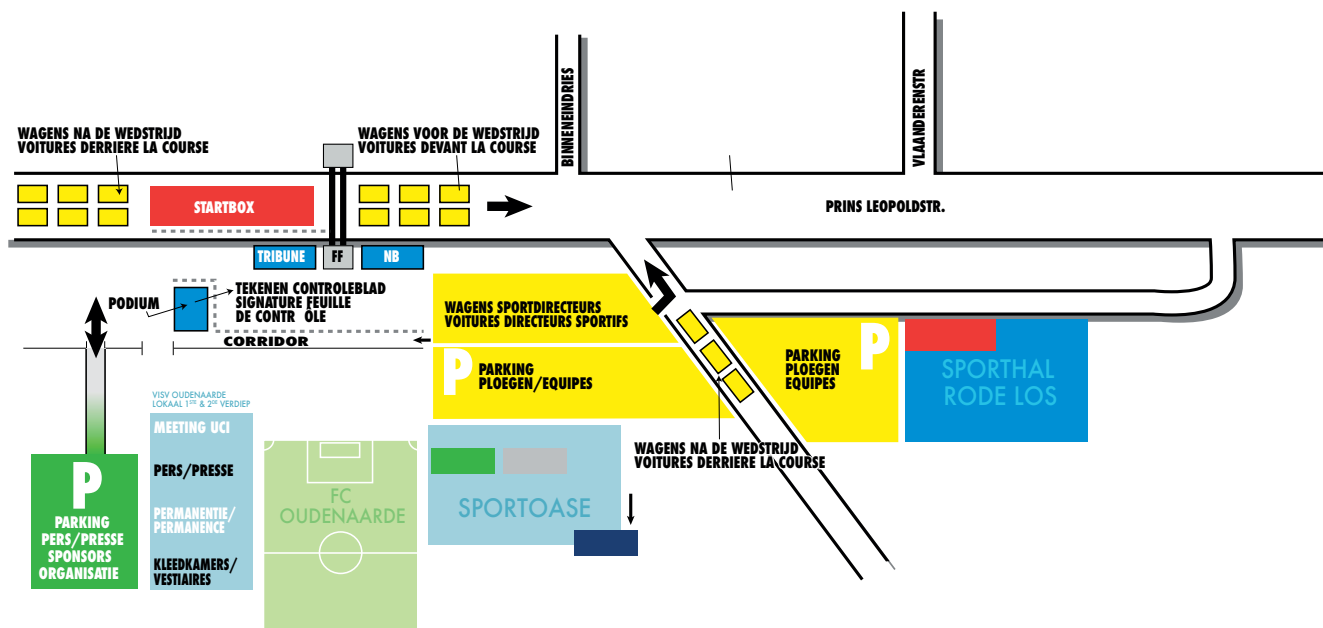 BINNENEINDRIES
VLAANDERENSTR
WAGENS NA DE WEDSTRIJD
VOITURES DERRIERE LA COURSE
WAGENS VOOR DE WEDSTRIJD
VOITURES DEVANT LA COURSE
STARTBOX
PRINS LEOPOLDSTR.
TRIBUNE
FF
NB
PODIUM
TEKENEN CONTROLEBLAD
SIGNATURE FEUILLE
DE CONTR ÔLE
CORRIDOR
WAGENS SPORTDIRECTEURS
VOITURES DIRECTEURS SPORTIFS
P
PARKING
PLOEGEN/EQUIPES
PARKING
PLOEGEN
EQUIPES
P
SPORTHAL
RODE LOS
VISV OUDENAARDE
LOKAAL 1STE & 2DE VERDIEP
MEETING UCI
PERS/PRESSE
PERMANENTIE/
PERMANENCE
KLEEDKAMERS/
VESTIAIRES
P
PARKING
PERS/PRESSE
SPONSORS
ORGANISATIE
FC
OUDENAARDE
SPORTOASE
WAGENS NA DE WEDSTRIJD
VOITURES DERRIERE LA COURSE